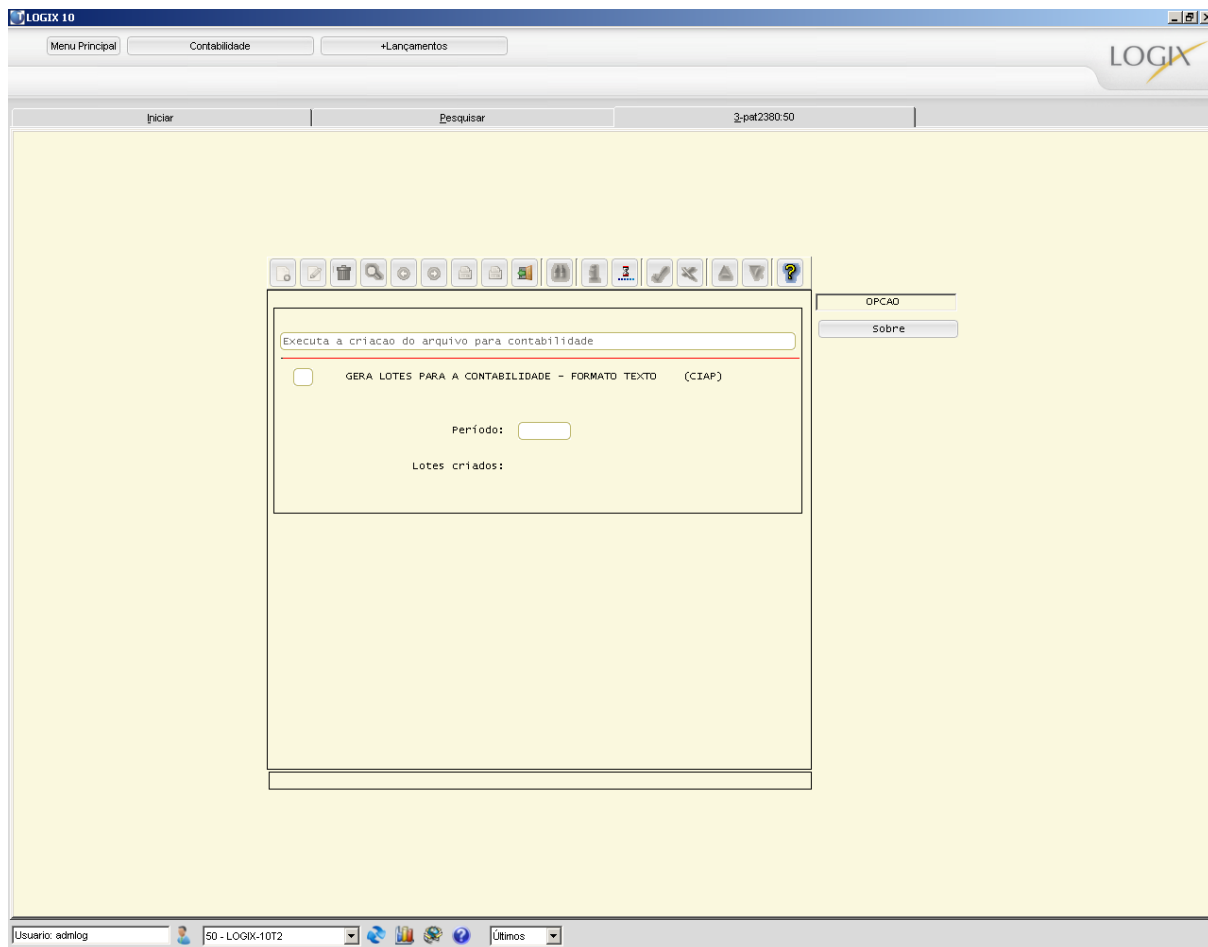 LOGIX 10
Menu Principal Contabilidade +Lançamentos
LOGIX
Iniciar Pesquisar 3-pat2380:50
OPCAO
Sobre
Executa a criacao do arquivo para contabilidade
GERA LOTES PARA A CONTABILIDADE - FORMATO TEXTO (CIAP)
Período:
Lotes criados:
Usuario: admlog 50 - LOGIX-10T2 Últimos